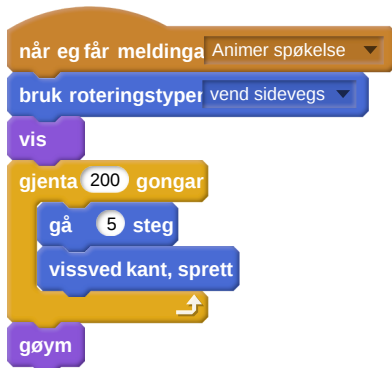 når eg får meldinga Animer spøkelse
bruk roteringstypen vend sidevegs
vis
gjenta 200 gongar
gå 5 steg
vissved kant, sprett
gøym